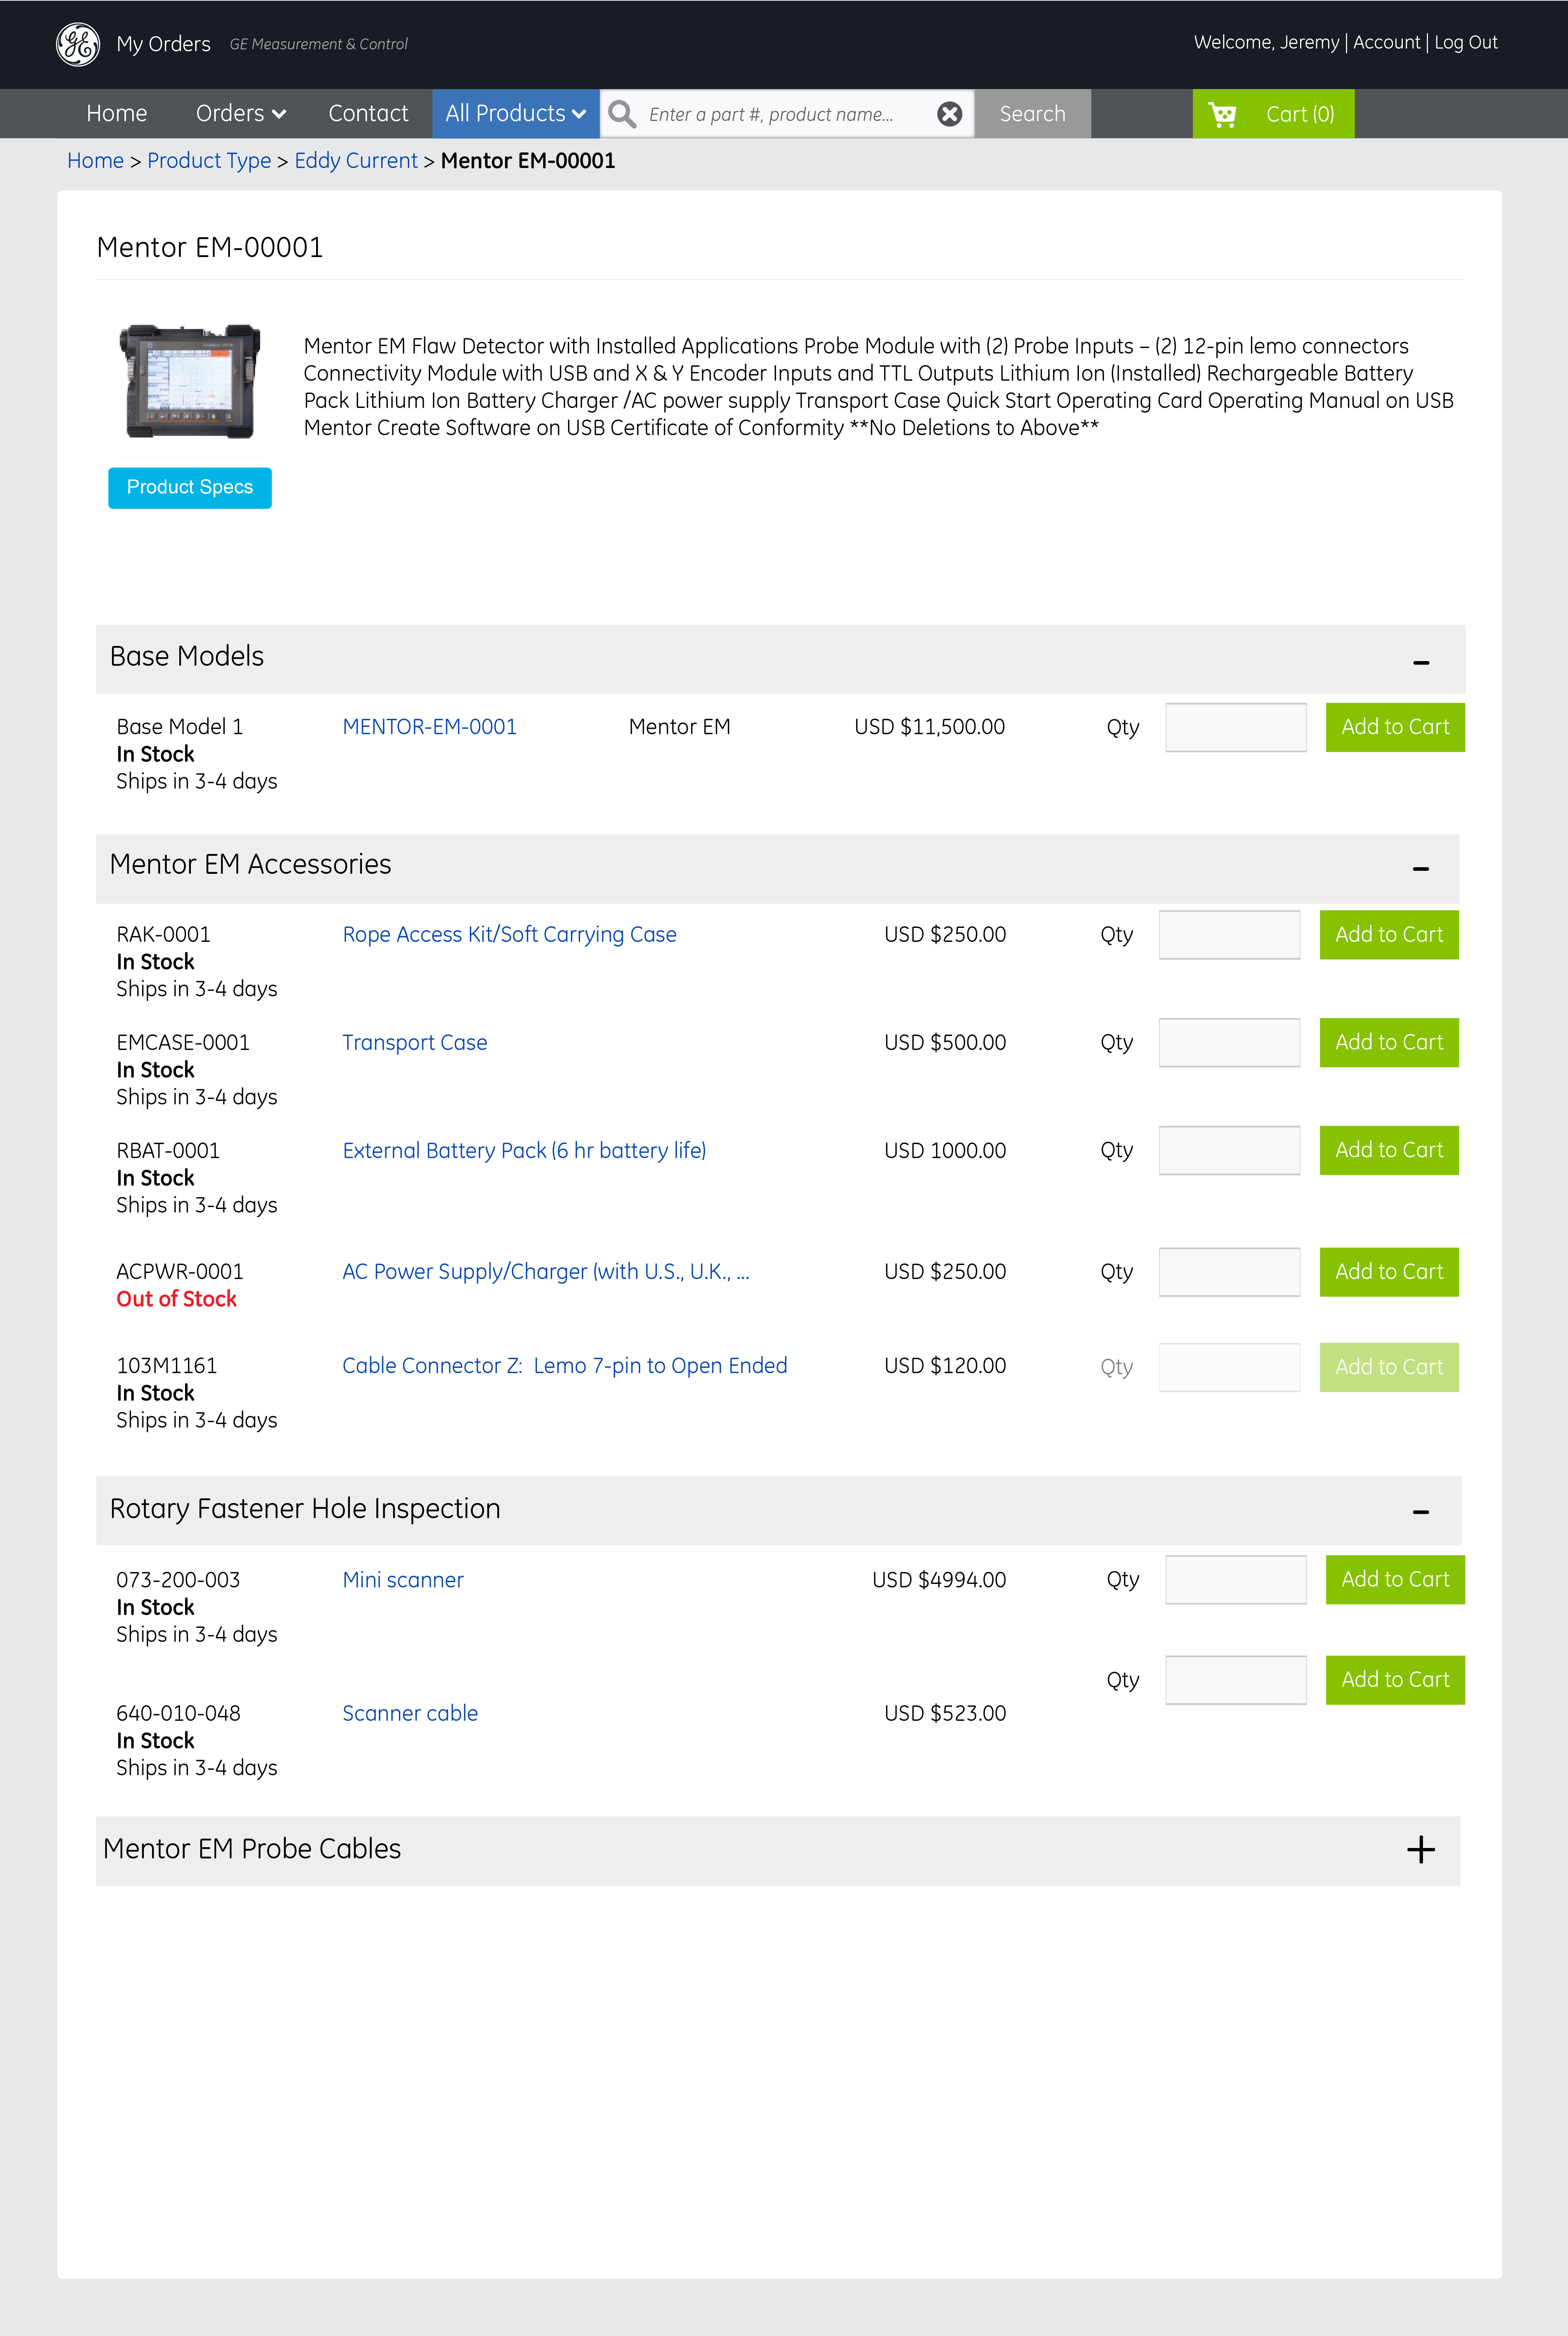 GE My Orders GE Measurement & Control Welcome, Jeremy | Account | Log Out
Home Orders Contact All Products Enter a part #, product name... Search Cart (0)
Home > Product Type > Eddy Current > Mentor EM-00001
Mentor EM-00001
Mentor EM Flaw Detector with Installed Applications Probe Module with (2) Probe Inputs – (2) 12-pin lemo connectors
Connectivity Module with USB and X & Y Encoder Inputs and TTL Outputs Lithium Ion (Installed) Rechargeable Battery
Pack Lithium Ion Battery Charger /AC power supply Transport Case Quick Start Operating Card Operating Manual on USB
Mentor Create Software on USB Certificate of Conformity **No Deletions to Above**
Product Specs
Base Models –
Base Model 1 MENTOR-EM-0001 Mentor EM USD $11,500.00 Qty Add to Cart
In Stock
Ships in 3-4 days
Mentor EM Accessories –
RAK-0001 Rope Access Kit/Soft Carrying Case USD $250.00 Qty Add to Cart
In Stock
Ships in 3-4 days
EMCASE-0001 Transport Case USD $500.00 Qty Add to Cart
In Stock
Ships in 3-4 days
RBAT-0001 External Battery Pack (6 hr battery life) USD 1000.00 Qty Add to Cart
In Stock
Ships in 3-4 days
ACPWR-0001 AC Power Supply/Charger (with U.S., U.K., ... USD $250.00 Qty Add to Cart
Out of Stock
103M1161 Cable Connector Z: Lemo 7-pin to Open Ended USD $120.00 Qty Add to Cart
In Stock
Ships in 3-4 days
Rotary Fastener Hole Inspection –
073-200-003 Mini scanner USD $4994.00 Qty Add to Cart
In Stock
Ships in 3-4 days
Qty Add to Cart
640-010-048 Scanner cable USD $523.00
In Stock
Ships in 3-4 days
Mentor EM Probe Cables +